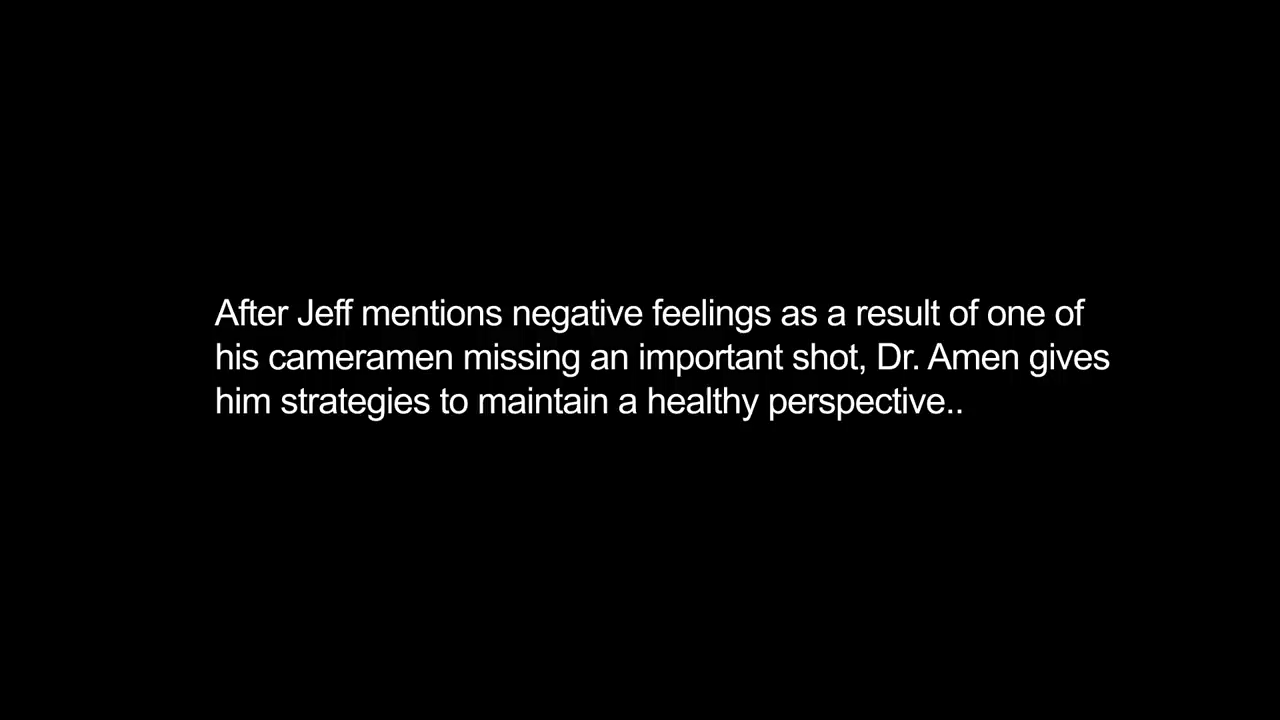 After Jeff mentions negative feelings as a result of one of
his cameramen missing an important shot, Dr. Amen gives
him strategies to maintain a healthy perspective..